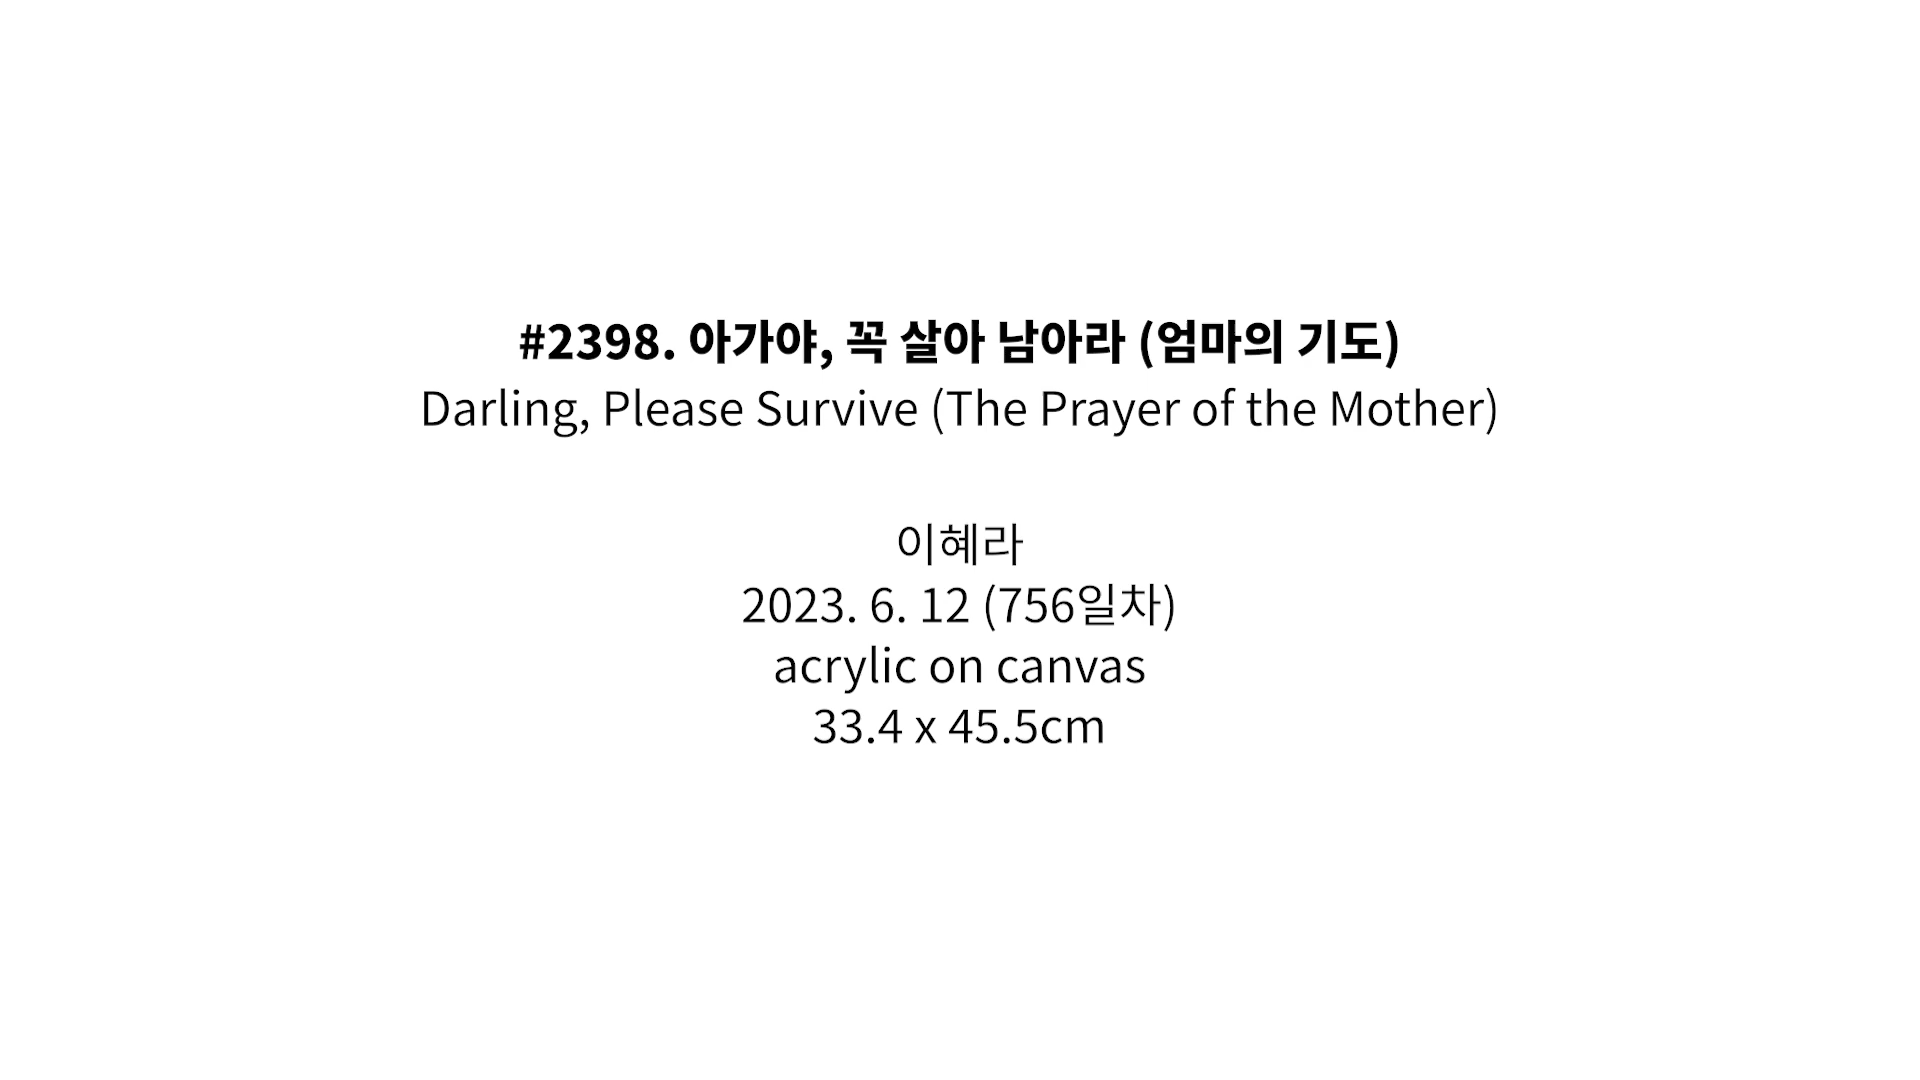 #2398. 아가야, 꼭 살아 남아라 (엄마의 기도)
Darling, Please Survive (The Prayer of the Mother)
이혜라
2023. 6. 12 (756일차)
acrylic on canvas
33.4 x 45.5cm